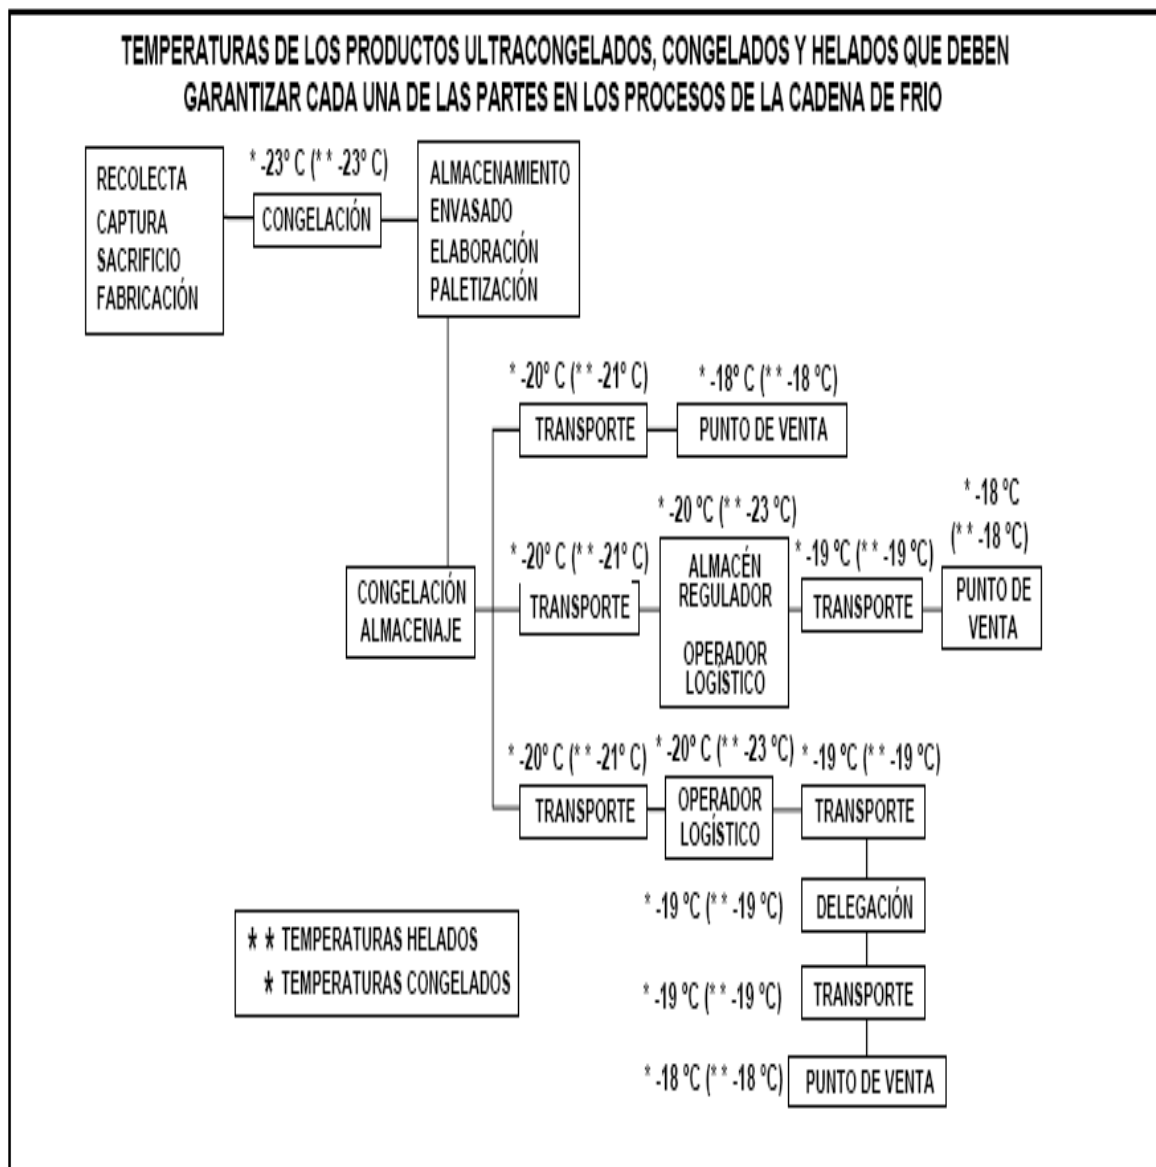 TEMPERATURAS DE LOS PRODUCTOS ULTRACONGELADOS, CONGELADOS Y HELADOS QUE DEBEN
GARANTIZAR CADA UNA DE LAS PARTES EN LOS PROCESOS DE LA CADENA DE FRIO
RECOLECTA
CAPTURA
SACRIFICIO
FABRICACIÓN
* -23º C (* * -23º C)
CONGELACIÓN
ALMACENAMIENTO
ENVASADO
ELABORACIÓN
PALETIZACIÓN
CONGELACIÓN
ALMACENAJE
* -20º C (* * -21º C)
TRANSPORTE
* -18º C (* * -18 ºC)
PUNTO DE VENTA
* -20º C (* * -21º C)
TRANSPORTE
* -20 ºC (* * -23 ºC)
ALMACÉN
REGULADOR
OPERADOR
LOGÍSTICO
* -19 ºC (* * -19 ºC)
TRANSPORTE
* -18 ºC
(* * -18 ºC)
PUNTO DE
VENTA
* -20º C (* * -21º C)
TRANSPORTE
* -20º C (* * -23 ºC)
OPERADOR
LOGÍSTICO
* -19 ºC (* * -19 ºC)
TRANSPORTE
* -19 ºC (* * -19 ºC)
DELEGACIÓN
* -19 ºC (* * -19 ºC)
TRANSPORTE
* -18 ºC (* * -18 ºC)
PUNTO DE VENTA
* * TEMPERATURAS HELADOS
* TEMPERATURAS CONGELADOS